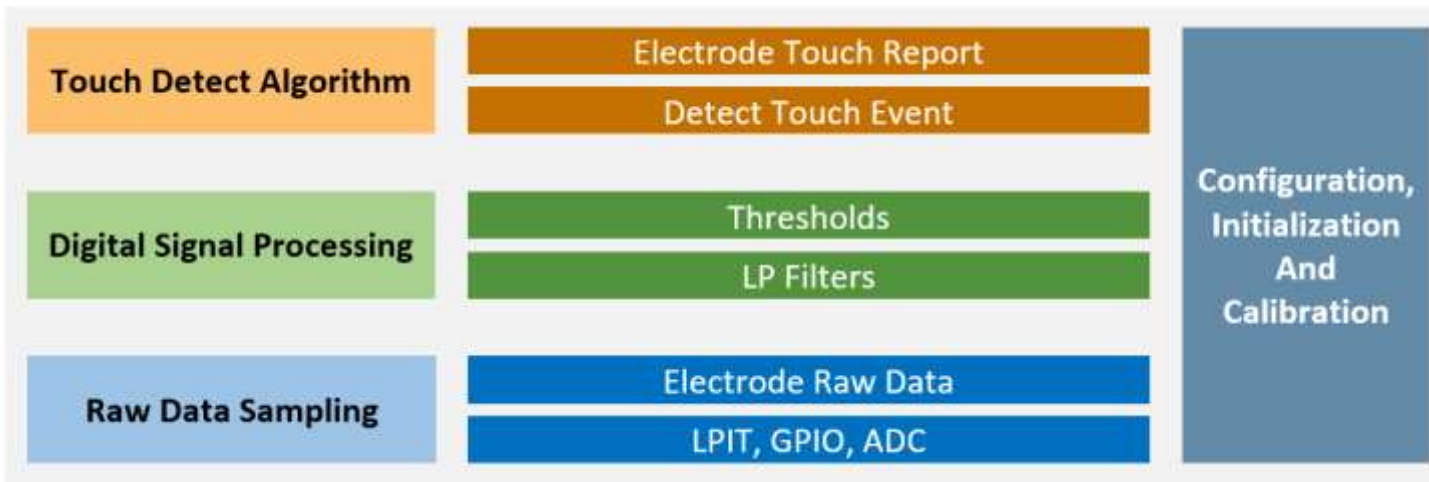 Touch Detect Algorithm
Electrode Touch Report
Detect Touch Event
Digital Signal Processing
Thresholds
LP Filters
Raw Data Sampling
Electrode Raw Data
LPIT, GPIO, ADC
Configuration,
Initialization
And
Calibration